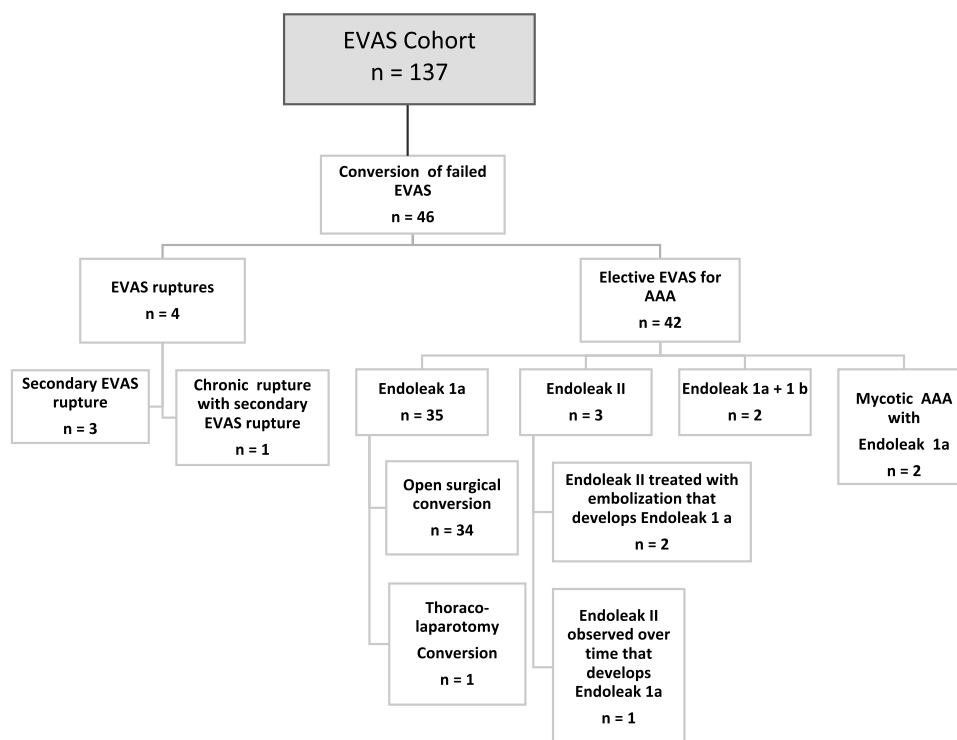 EVAS Cohort
n = 137
Conversion of failed
EVAS
n = 46
EVAS ruptures
n = 4
Elective EVAS for
AAA
n = 42
Secondary EVAS
rupture
n = 3
Chronic rupture
with secondary
EVAS rupture
n = 1
Endoleak 1a
n = 35
Endoleak II
n = 3
Endoleak 1a + 1 b
n = 2
Mycotic AAA
with
Endoleak 1a
n = 2
Open surgical
conversion
n = 34
Endoleak II treated with
embolization that
develops Endoleak 1 a
n = 2
Thoraco-
laparotomy
Conversion
n = 1
Endoleak II
observed over
time that
develops
Endoleak 1a
n = 1